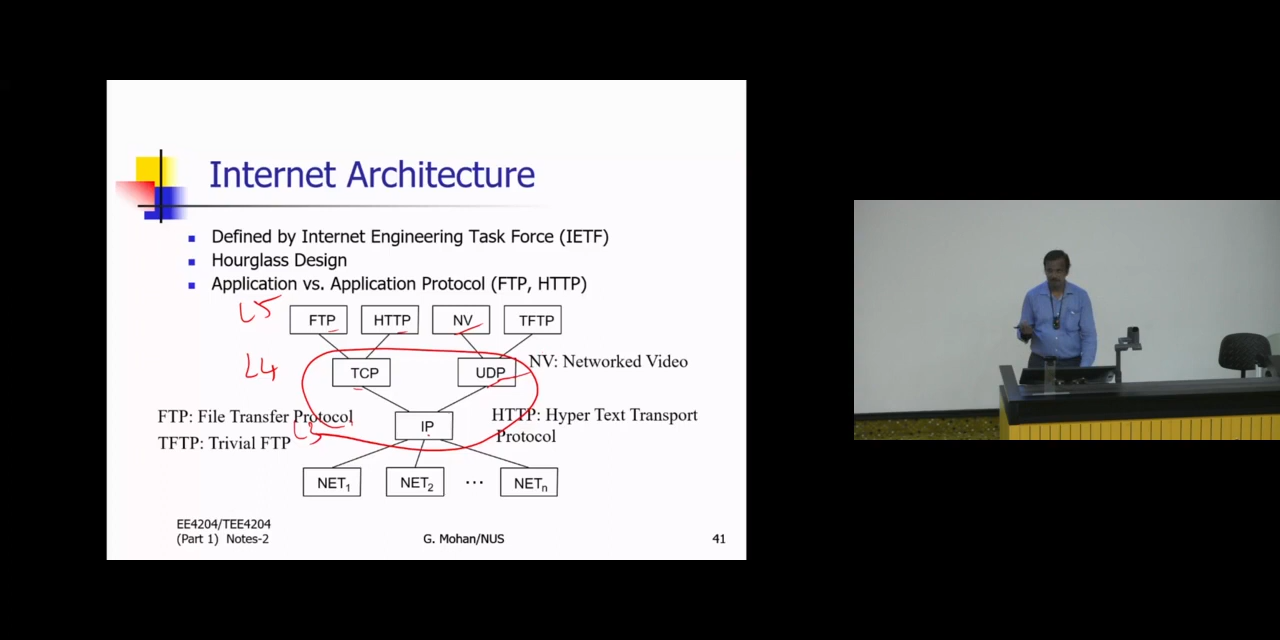 Internet Architecture
Defined by Internet Engineering Task Force (IETF)
Hourglass Design
Application vs. Application Protocol (FTP, HTTP)
L5
FTP HTTP NV TFTP
L4
TCP UDP
NV: Networked Video
FTP: File Transfer Protocol
TFTP: Trivial FTP
L3
IP
HTTP: Hyper Text Transport
Protocol
NET1 NET2 ... NETn
EE4204/TEE4204
(Part 1) Notes-2
G. Mohan/NUS
41